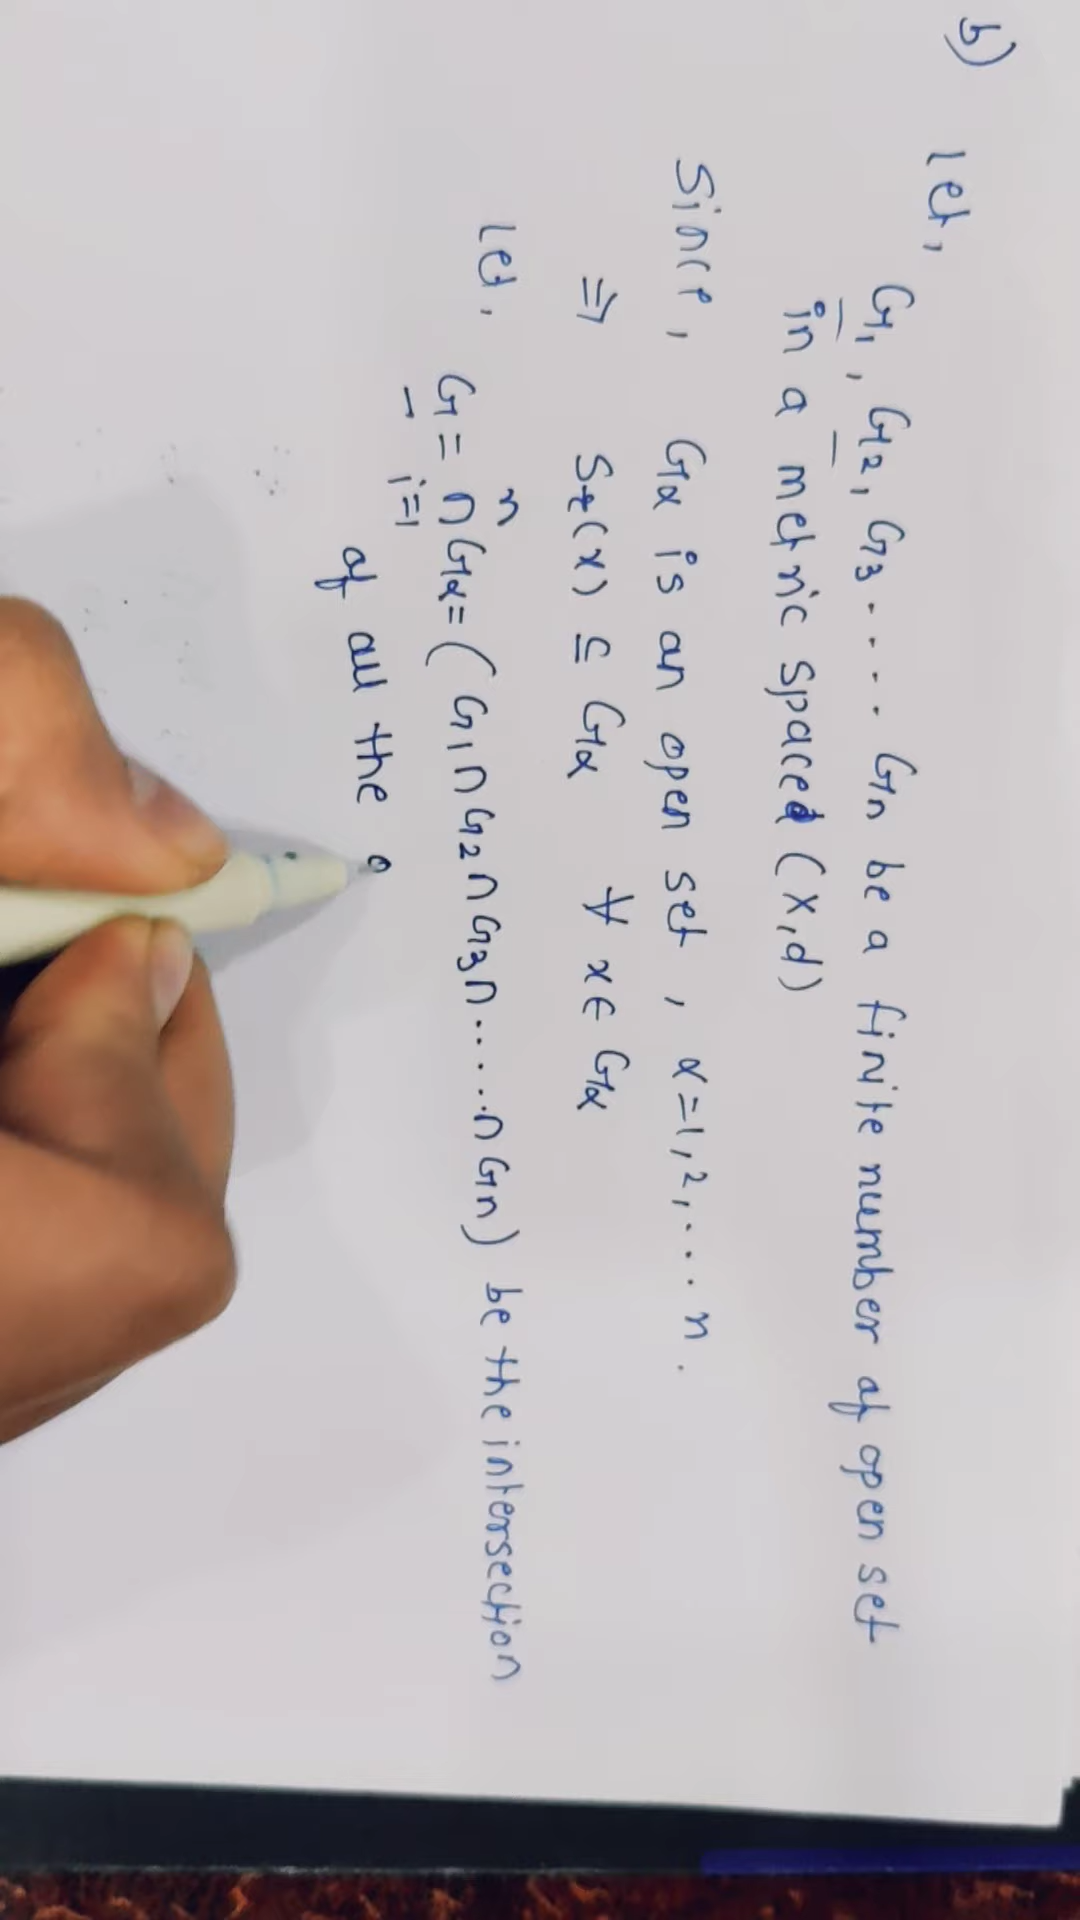 b) let,
G₁, G₂, G₃ ..... Gn be a finite number of open set
in a metric space (X,d)
Since, Gα is an open set, α=1,2,...n.
⇒ Sε(x) ⊆ Gα ∀ x∈ Gα
Let, G = ∩ⁿᵢ₌₁ Gα = (G₁∩G₂∩G₃∩.....∩Gn) be the intersection
of all the o